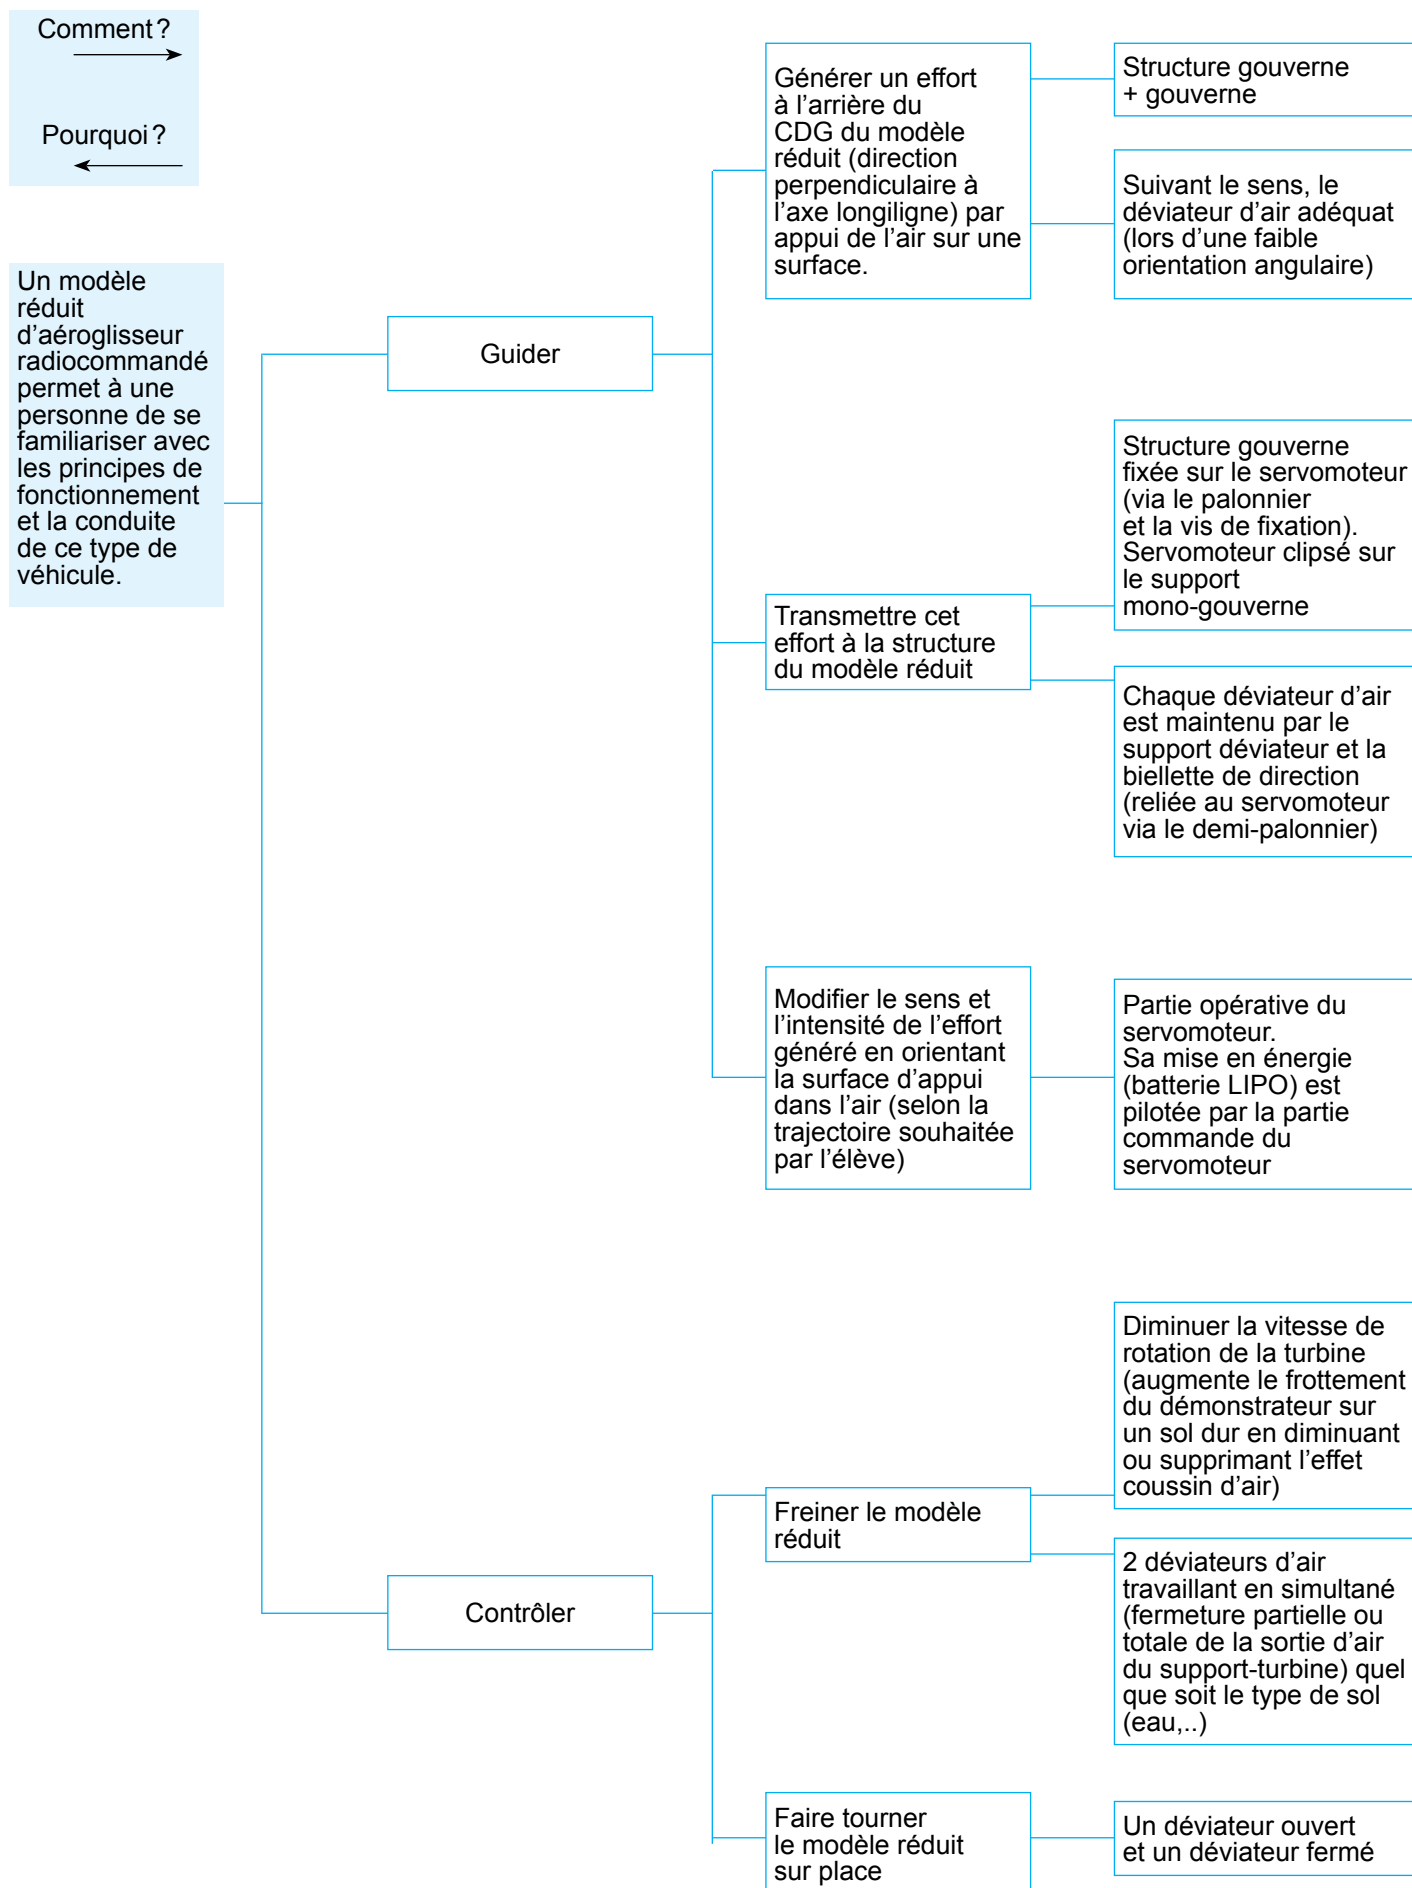 Comment ?
Pourquoi ?
Un modèle
réduit
d’aéroglisseur
radiocommandé
permet à une
personne de se
familiariser avec
les principes de
fonctionnement
et la conduite
de ce type de
véhicule.
Guider
Générer un effort
à l’arrière du
CDG du modèle
réduit (direction
perpendiculaire à
l’axe longiligne) par
appui de l’air sur une
surface.
Structure gouverne
+ gouverne
Suivant le sens, le
déviateur d’air adéquat
(lors d’une faible
orientation angulaire)
Transmettre cet
effort à la structure
du modèle réduit
Structure gouverne
fixée sur le servomoteur
(via le palonnier
et la vis de fixation).
Servomoteur clipsé sur
le support
mono-gouverne
Chaque déviateur d’air
est maintenu par le
support déviateur et la
biellette de direction
(reliée au servomoteur
via le demi-palonnier)
Modifier le sens et
l’intensité de l’effort
généré en orientant
la surface d’appui
dans l’air (selon la
trajectoire souhaitée
par l’élève)
Partie opérative du
servomoteur.
Sa mise en énergie
(batterie LIPO) est
pilotée par la partie
commande du
servomoteur
Contrôler
Freiner le modèle
réduit
Diminuer la vitesse de
rotation de la turbine
(augmente le frottement
du démonstrateur sur
un sol dur en diminuant
ou supprimant l’effet
coussin d’air)
2 déviateurs d’air
travaillant en simultané
(fermeture partielle ou
totale de la sortie d’air
du support-turbine) quel
que soit le type de sol
(eau,..)
Faire tourner
le modèle réduit
sur place
Un déviateur ouvert
et un déviateur fermé